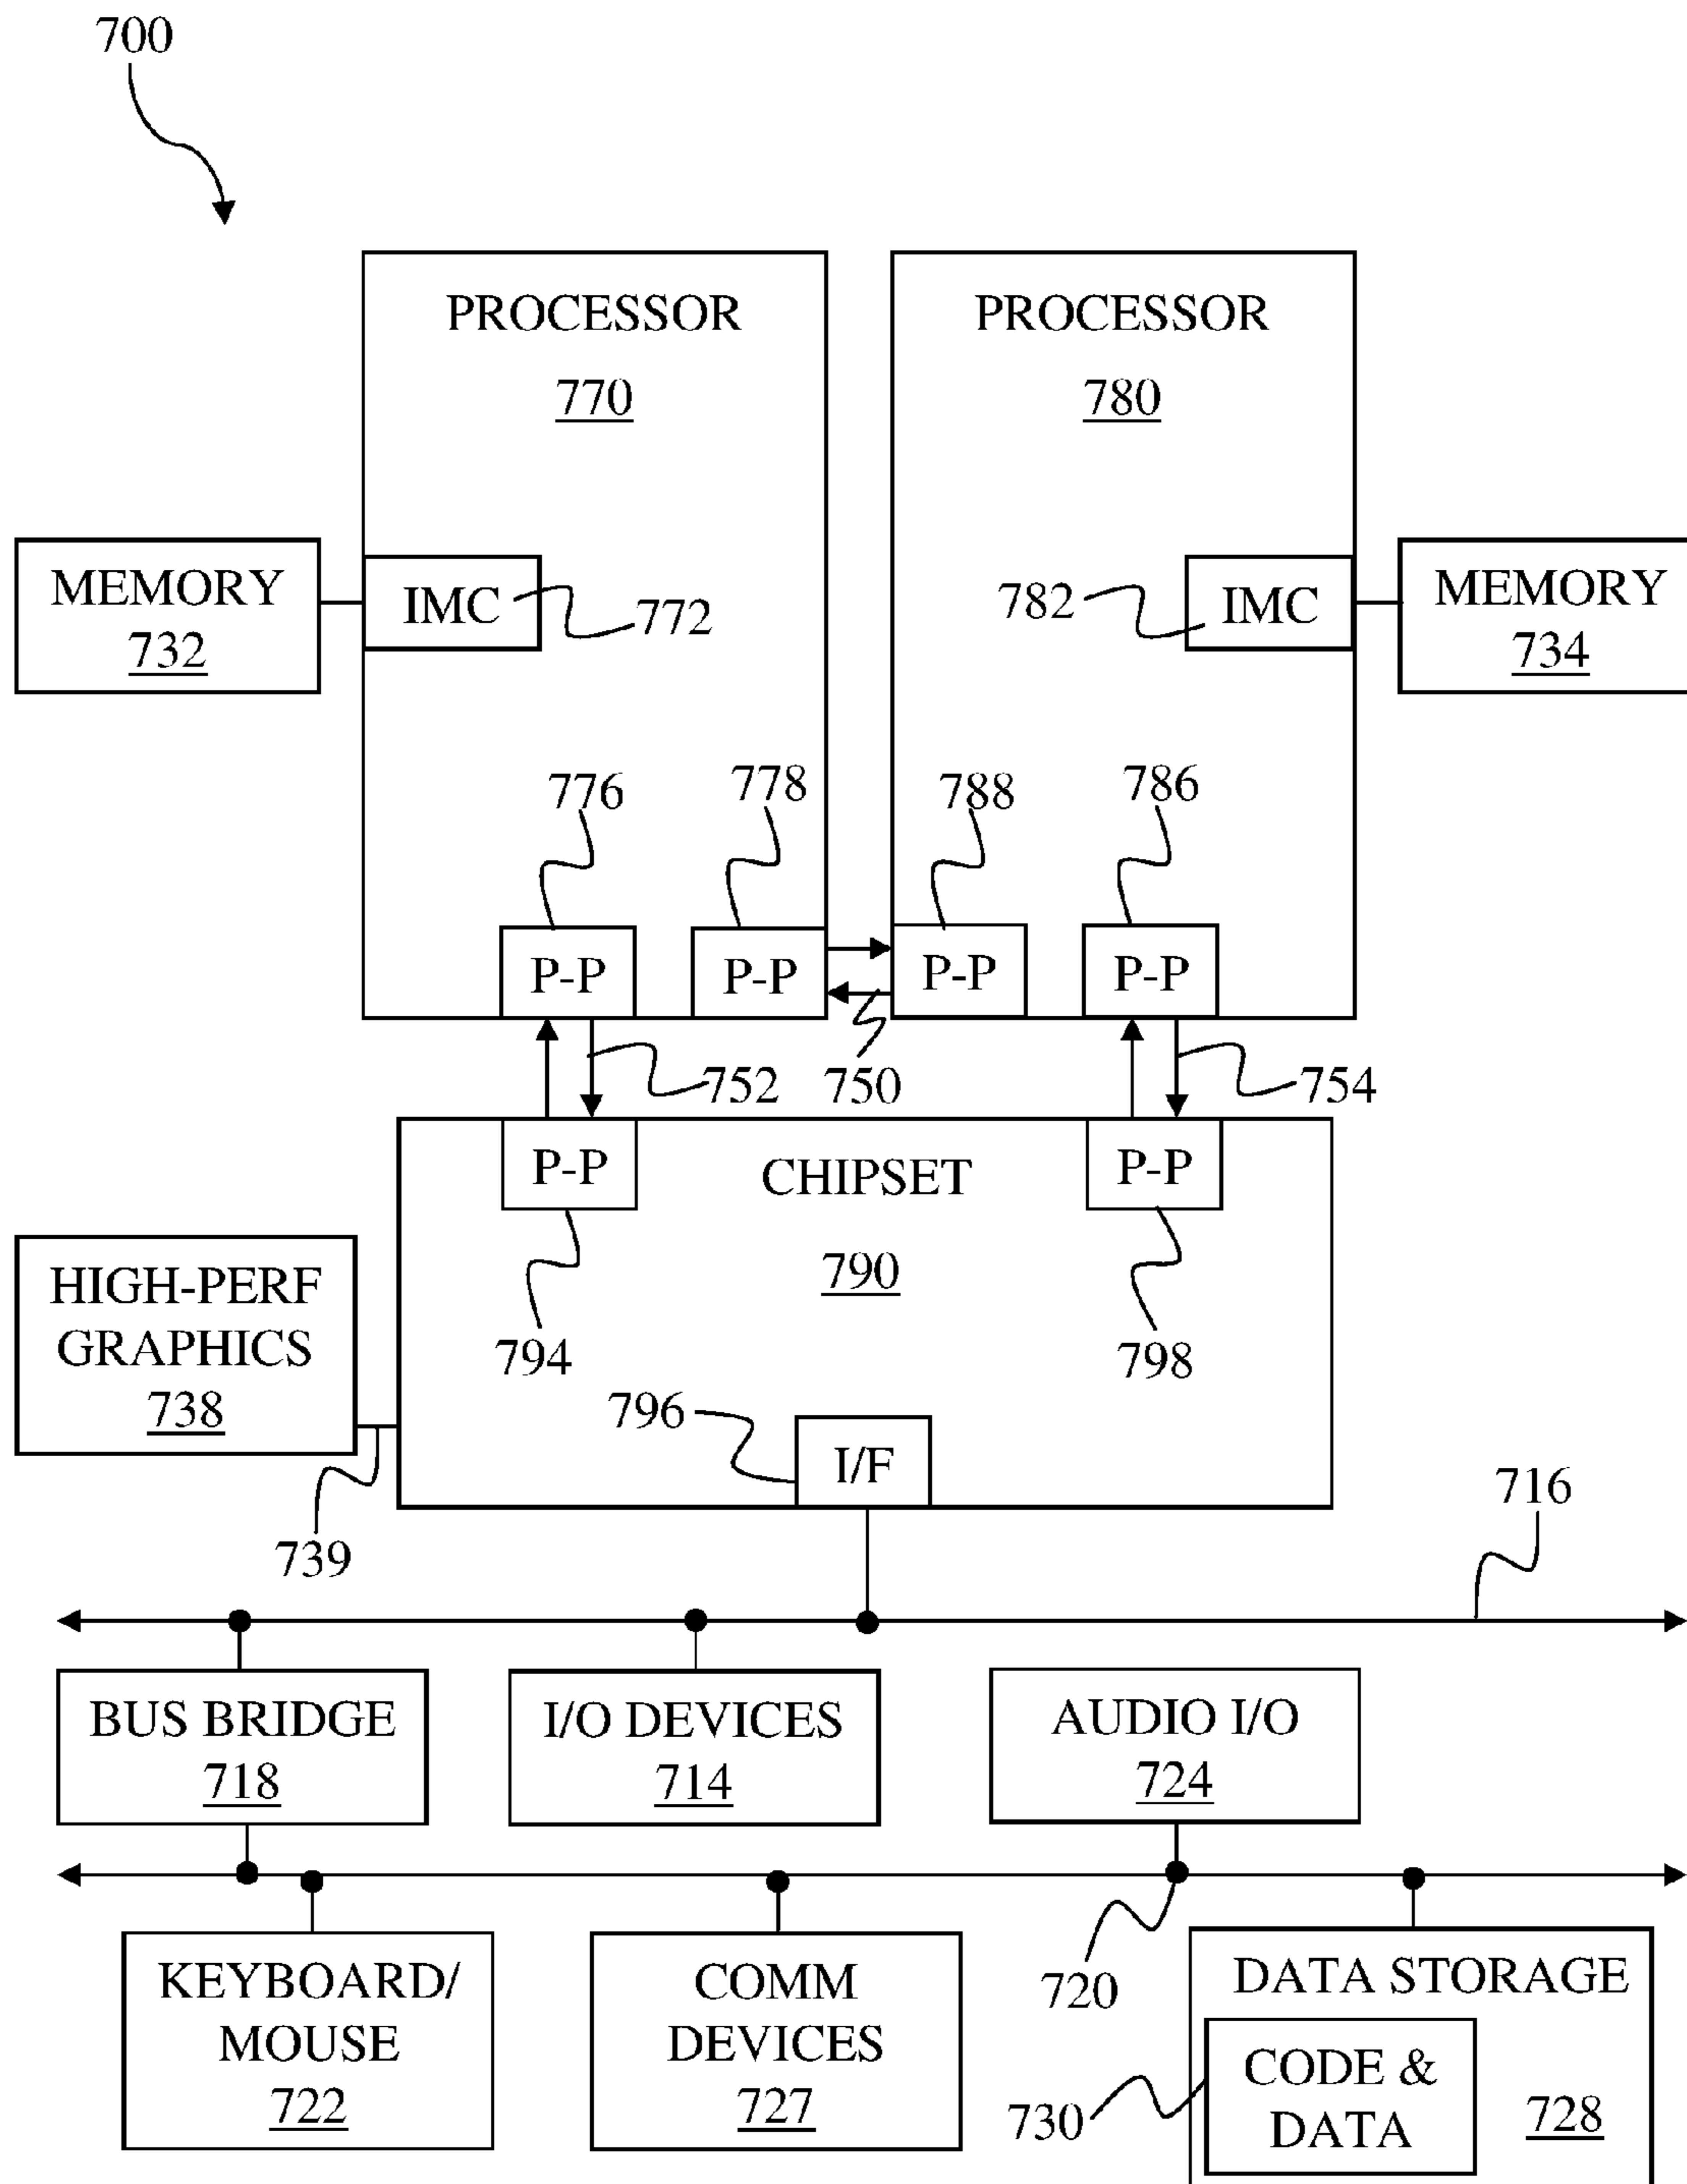 700
PROCESSOR
770
PROCESSOR
780
MEMORY
732
IMC
772
782
IMC
MEMORY
734
776
778
788
786
P-P
P-P
P-P
P-P
752
750
754
P-P
CHIPSET
P-P
790
HIGH-PERF
GRAPHICS
738
794
798
796
I/F
739
716
BUS BRIDGE
718
I/O DEVICES
714
AUDIO I/O
724
720
KEYBOARD/
MOUSE
722
COMM
DEVICES
727
DATA STORAGE
CODE &
DATA
730
728